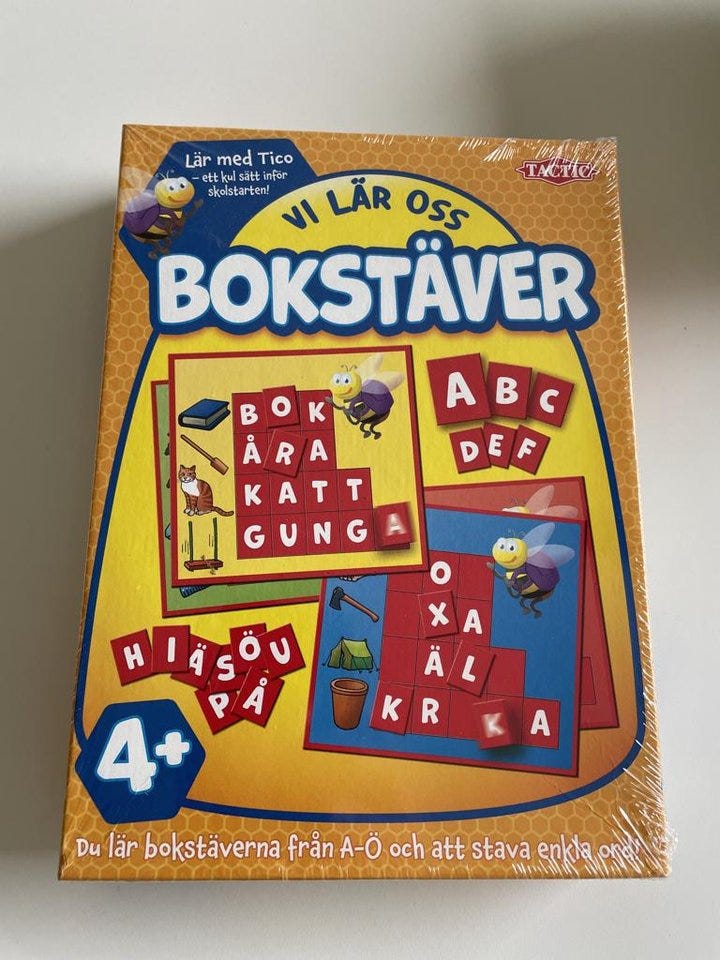 Lär med Tico
– ett kul sätt inför
skolstarten!
TACTIC
VI LÄR OSS
BOKSTÄVER
BOK
ÅRA
KATT
GUNGA
ABC
DEF
O
XA
ÄL
KR KA
HIÄSÖU
PÅ
4+
Du lär bokstäverna från A-Ö och att stava enkla ord!